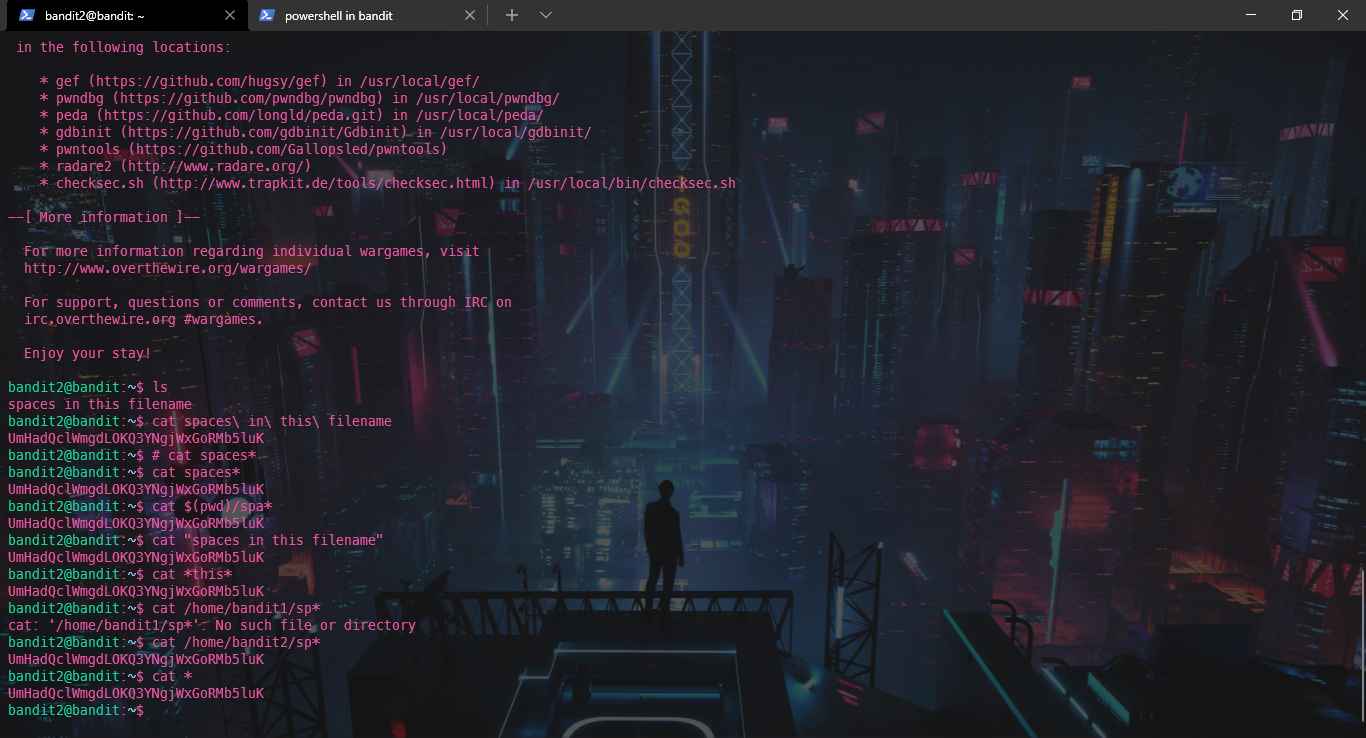 bandit2@bandit: ~
powershell in bandit
in the following locations:
* gef (https://github.com/hugsy/gef) in /usr/local/gef/
* pwndbg (https://github.com/pwndbg/pwndbg) in /usr/local/pwndbg/
* peda (https://github.com/longld/peda.git) in /usr/local/peda/
* gdbinit (https://github.com/gdbinit/Gdbinit) in /usr/local/gdbinit/
* pwntools (https://github.com/Gallopsled/pwntools)
* radare2 (http://www.radare.org/)
* checksec.sh (http://www.trapkit.de/tools/checksec.html) in /usr/local/bin/checksec.sh
--[ More information ]--
For more information regarding individual wargames, visit
http://www.overthewire.org/wargames/
For support, questions or comments, contact us through IRC on
irc.overthewire.org #wargames.
Enjoy your stay!
bandit2@bandit:~$ ls
spaces in this filename
bandit2@bandit:~$ cat spaces\ in\ this\ filename
UmHadQclWmgdLOKQ3YNgjWxGoRMb5luK
bandit2@bandit:~$ # cat spaces*
bandit2@bandit:~$ cat spaces*
UmHadQclWmgdLOKQ3YNgjWxGoRMb5luK
bandit2@bandit:~$ cat $(pwd)/spa*
UmHadQclWmgdLOKQ3YNgjWxGoRMb5luK
bandit2@bandit:~$ cat "spaces in this filename"
UmHadQclWmgdLOKQ3YNgjWxGoRMb5luK
bandit2@bandit:~$ cat *this*
UmHadQclWmgdLOKQ3YNgjWxGoRMb5luK
bandit2@bandit:~$ cat /home/bandit1/sp*
cat: '/home/bandit1/sp*': No such file or directory
bandit2@bandit:~$ cat /home/bandit2/sp*
UmHadQclWmgdLOKQ3YNgjWxGoRMb5luK
bandit2@bandit:~$ cat *
UmHadQclWmgdLOKQ3YNgjWxGoRMb5luK
bandit2@bandit:~$